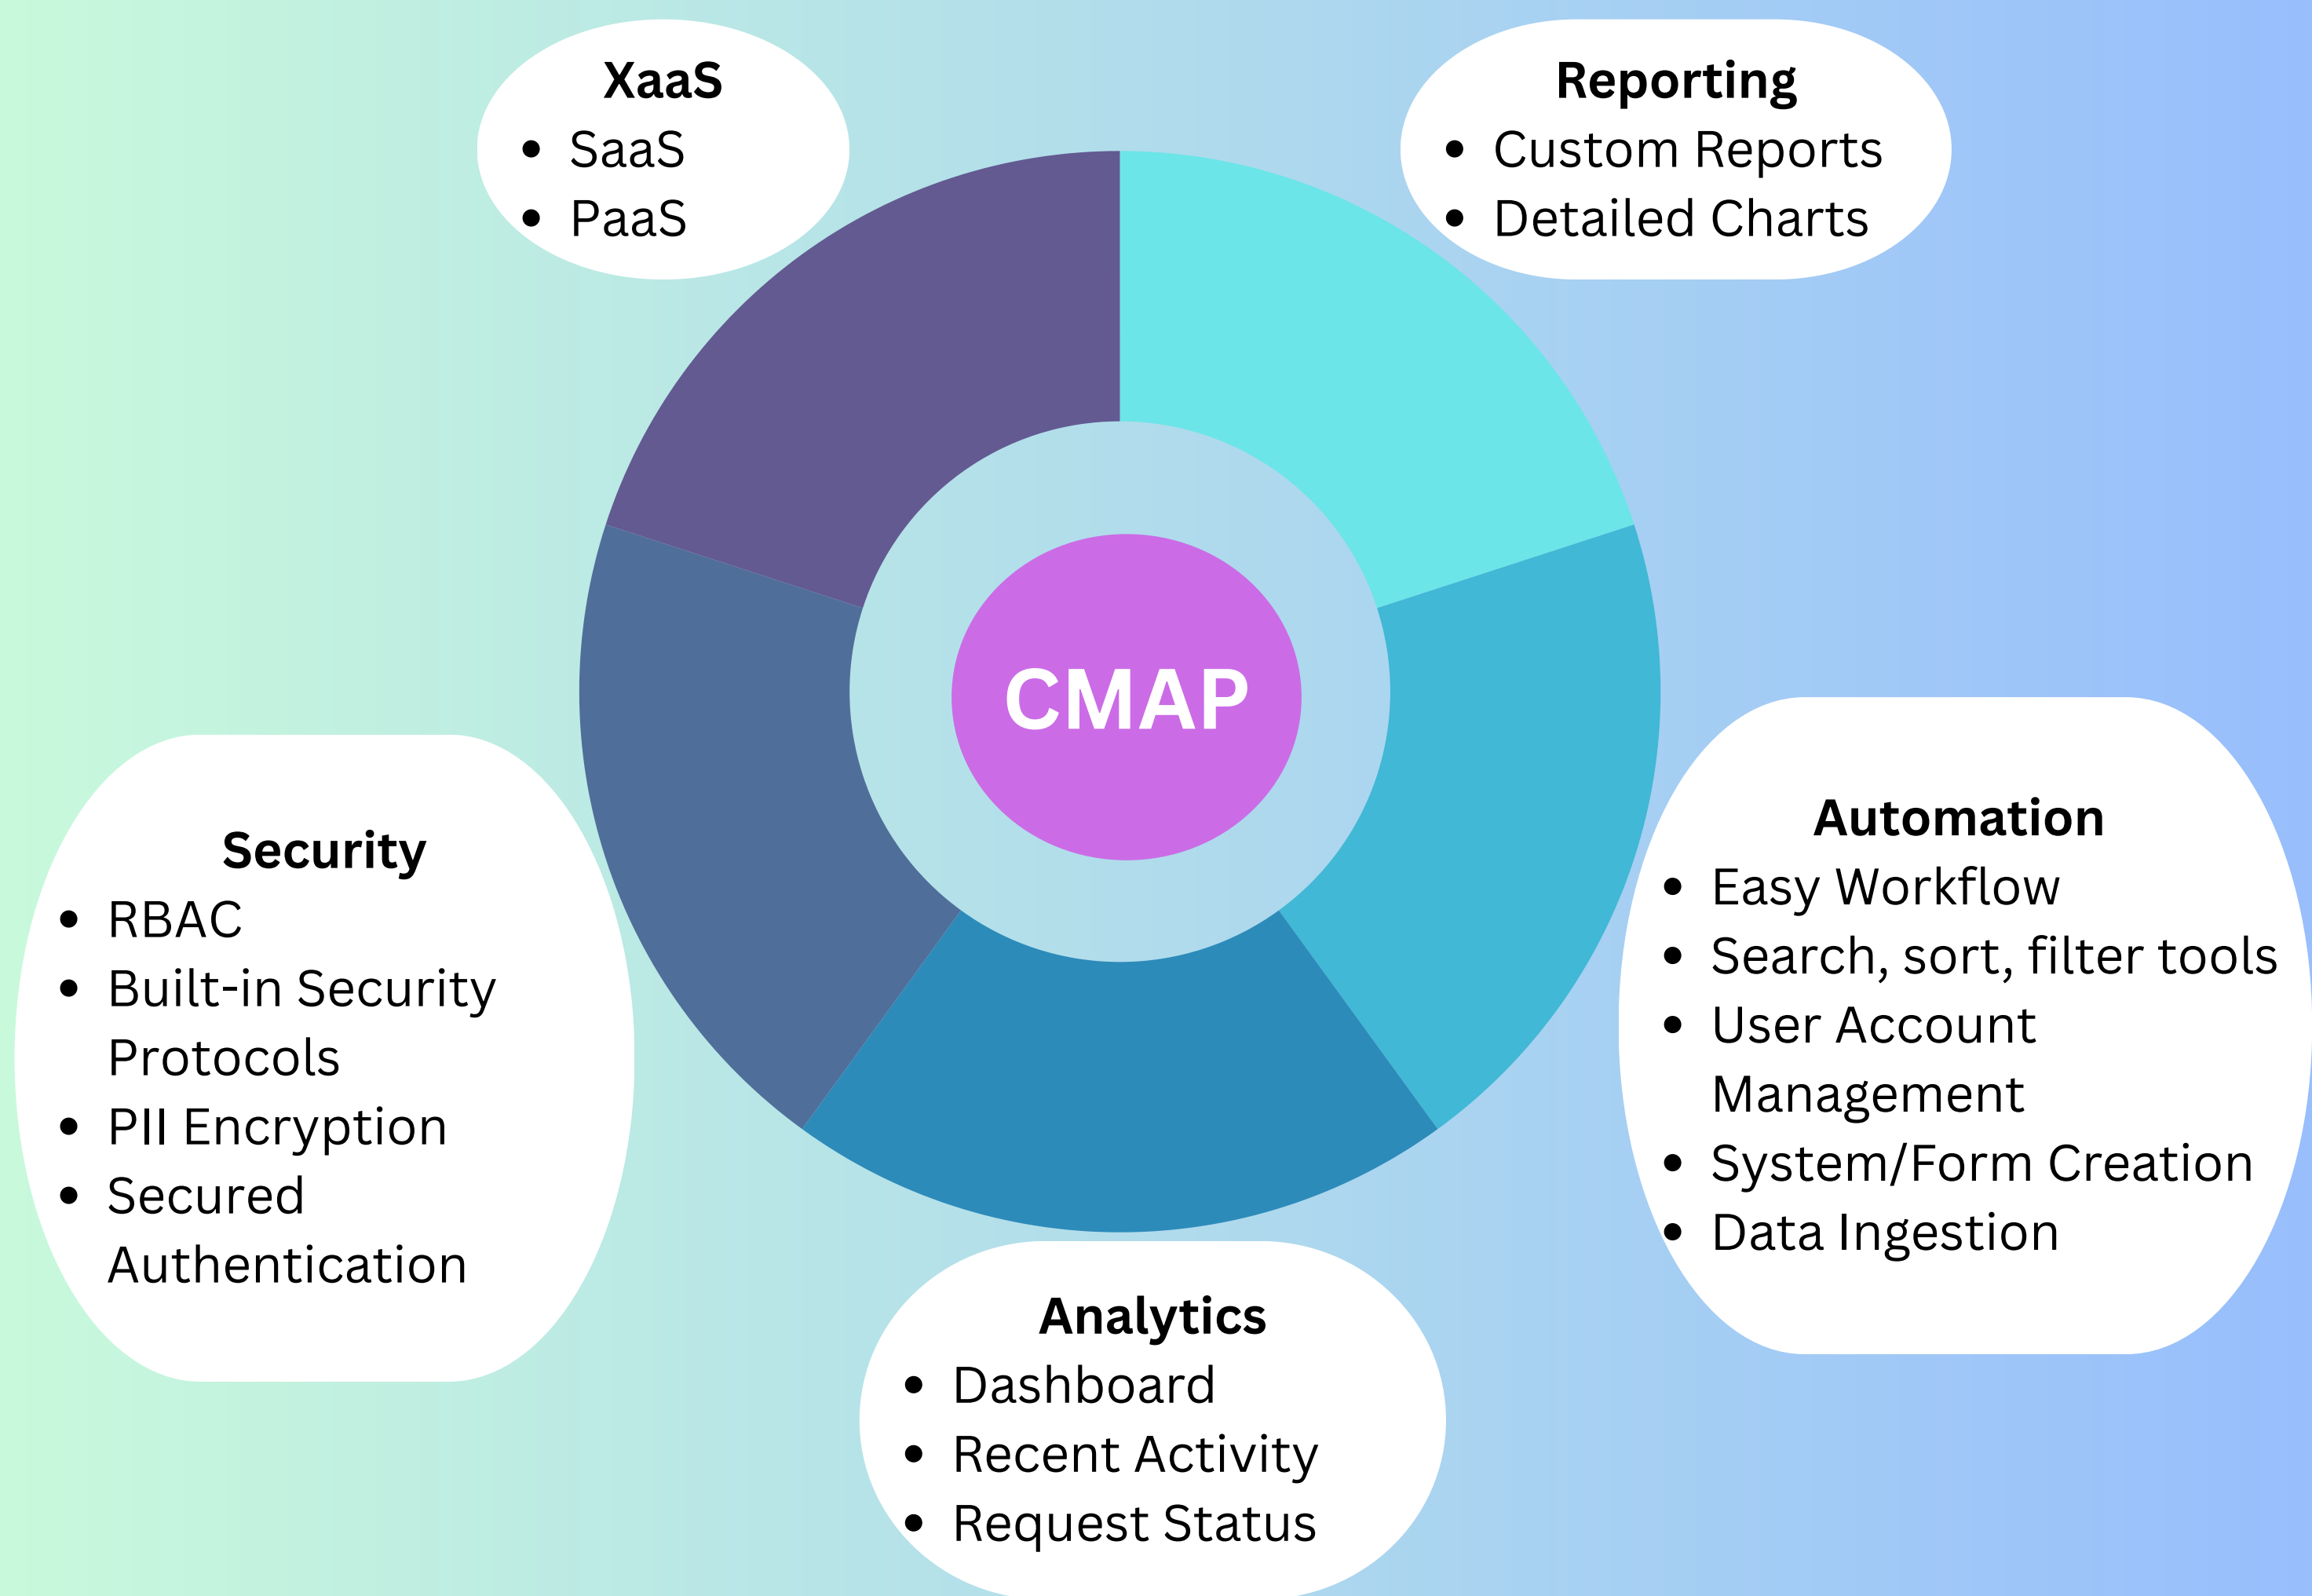 XaaS
• SaaS
• PaaS
Reporting
• Custom Reports
• Detailed Charts
CMAP
Security
• RBAC
• Built-in Security
Protocols
• PII Encryption
• Secured
Authentication
Automation
• Easy Workflow
• Search, sort, filter tools
• User Account
Management
• System/Form Creation
• Data Ingestion
Analytics
• Dashboard
• Recent Activity
• Request Status